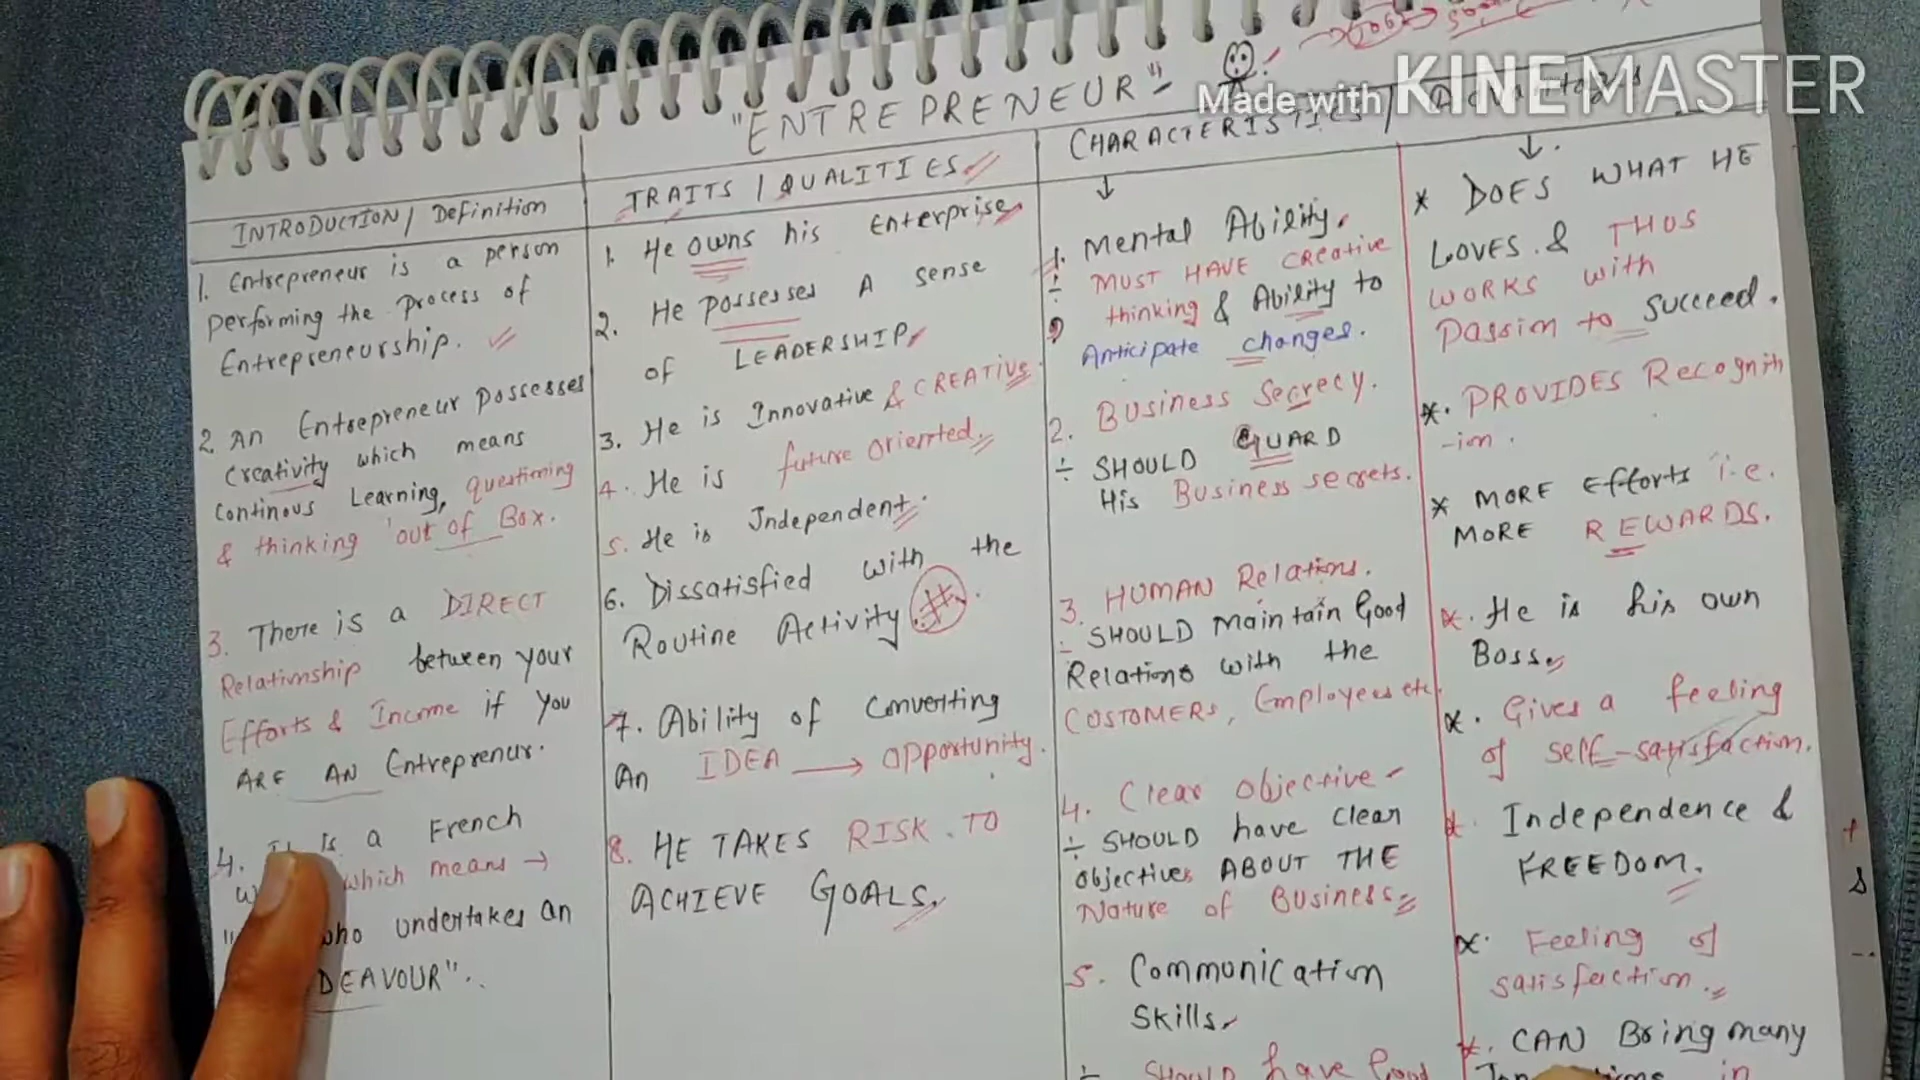 Made with KINEMASTER
"ENTREPRENEUR"
INTRODUCTION/ Definition
1. Entrepreneur is a person
performing the process of
Entrepreneurship.
2. An Entrepreneur possesses
Creativity which means
continous Learning, questioning
& thinking 'out of Box.
3. There is a DIRECT
Relationship between your
Efforts & Income if you
ARE AN Entreprenur.
4. is a French
which means →
who undertakes an
DEAVOUR".
TRAITS / QUALITIES
1. He owns his Enterprise
2. He possesses A sense
of LEADERSHIP
3. He is Innovative & CREATIVE
4. He is future oriented.
5. He is Independent.
6. Dissatisfied with the
Routine Activity
7. Ability of Converting
An IDEA → opportunity.
8. HE TAKES RISK TO
ACHIEVE GOALS.
CHARACTERISTICS / Advantages
↓
1. Mental Ability.
÷ MUST HAVE creative
thinking & Ability to
Anticipate changes.
2. Business Secrecy.
÷ SHOULD GUARD
His Business secrets.
3. HUMAN Relations.
÷ SHOULD maintain Good
Relations with the
CUSTOMERS, Employees etc.
4. Clear objective
÷ SHOULD have clear
objectives ABOUT THE
Nature of Business
5. Communication
Skills
÷ SHOULD have Good
↓
* DOES WHAT HE
LOVES & THUS
WORKS with
Passion to succeed.
*. PROVIDES Recognit
-ion.
* MORE Efforts i.e.
MORE REWARDS.
*. He is his own
Boss
*. Gives a feeling
of self-satisfaction.
*. Independence &
FREEDOM.
*. Feeling of
satisfaction.
*. CAN Bring many
in